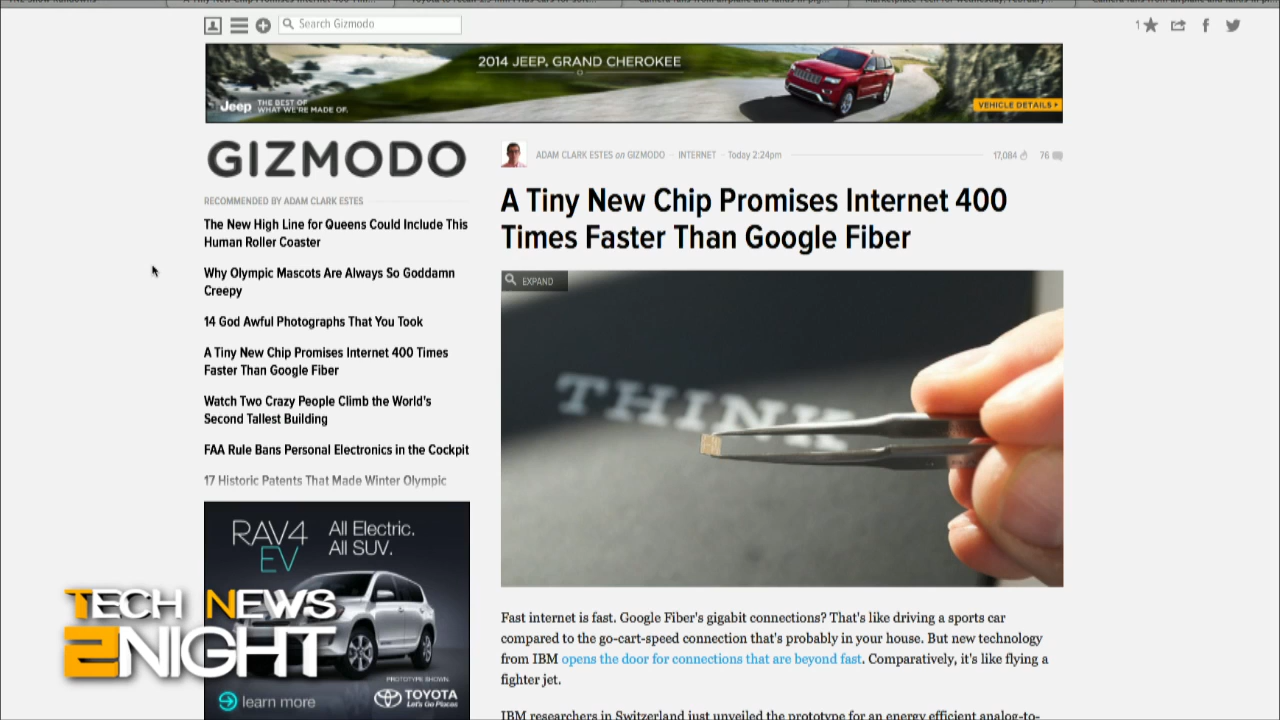 Search Gizmodo
1
2014 JEEP® GRAND CHEROKEE
Jeep THE BEST OF
WHAT WE'RE MADE OF.
VEHICLE DETAILS
GIZMODO
ADAM CLARK ESTES on GIZMODO INTERNET Today 2:24pm 17,084 76
RECOMMENDED BY ADAM CLARK ESTES
The New High Line for Queens Could Include This
Human Roller Coaster
Why Olympic Mascots Are Always So Goddamn
Creepy
14 God Awful Photographs That You Took
A Tiny New Chip Promises Internet 400 Times
Faster Than Google Fiber
Watch Two Crazy People Climb the World's
Second Tallest Building
FAA Rule Bans Personal Electronics in the Cockpit
17 Historic Patents That Made Winter Olympic
RAV4
EV
All Electric.
All SUV.
PROTOTYPE SHOWN.
learn more
TOYOTA
Let's Go Places
TECH NEWS
2NIGHT
A Tiny New Chip Promises Internet 400
Times Faster Than Google Fiber
EXPAND
THINK
Fast internet is fast. Google Fiber's gigabit connections? That's like driving a sports car
compared to the go-cart-speed connection that's probably in your house. But new technology
from IBM opens the door for connections that are beyond fast. Comparatively, it's like flying a
fighter jet.
IBM researchers in Switzerland just unveiled the prototype for an energy efficient analog-to-